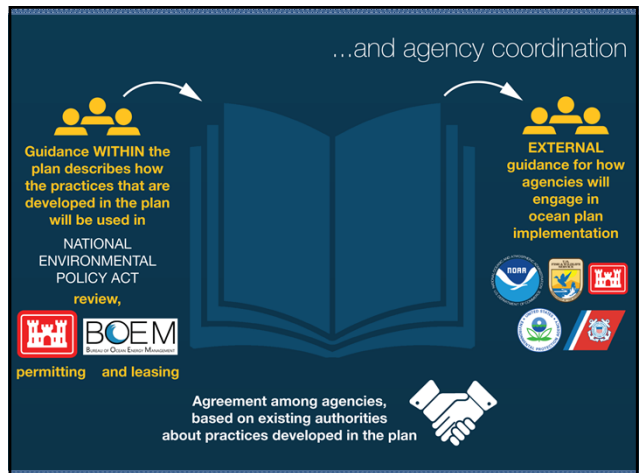 ...and agency coordination
Guidance WITHIN the
plan describes how
the practices that are
developed in the plan
will be used in
NATIONAL
ENVIRONMENTAL
POLICY ACT
review,
BOEM
BUREAU OF OCEAN ENERGY MANAGEMENT
permitting and leasing
EXTERNAL
guidance for how
agencies will
engage in
ocean plan
implementation
NOAA
Agreement among agencies,
based on existing authorities
about practices developed in the plan